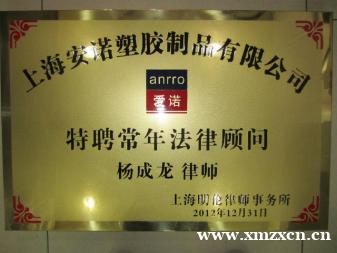 上海安诺塑胶制品有限公司
anrro
爱诺
特聘常年法律顾问
杨成龙 律师
上海明伦律师事务所
2012年12月31日
www.xmzxcn.cn